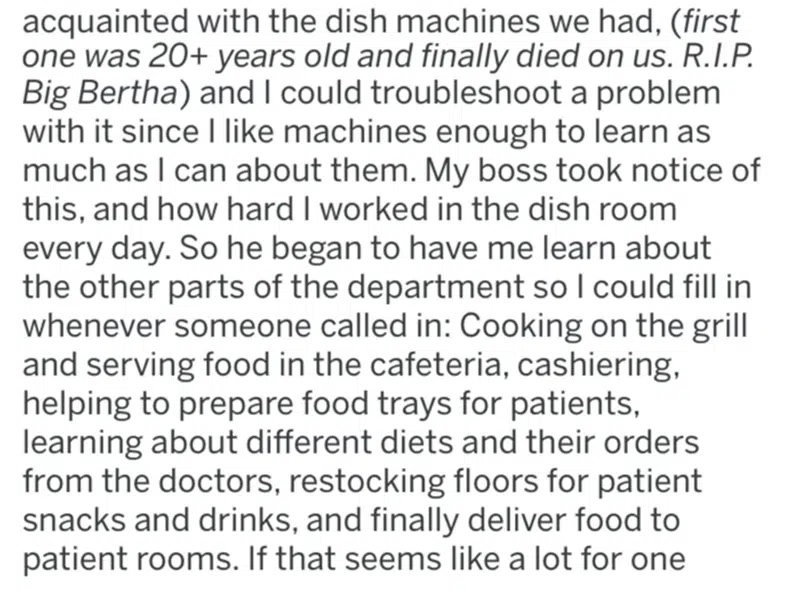 acquainted with the dish machines we had, (first
one was 20+ years old and finally died on us. R.I.P.
Big Bertha) and I could troubleshoot a problem
with it since I like machines enough to learn as
much as I can about them. My boss took notice of
this, and how hard I worked in the dish room
every day. So he began to have me learn about
the other parts of the department so I could fill in
whenever someone called in: Cooking on the grill
and serving food in the cafeteria, cashiering,
helping to prepare food trays for patients,
learning about different diets and their orders
from the doctors, restocking floors for patient
snacks and drinks, and finally deliver food to
patient rooms. If that seems like a lot for one